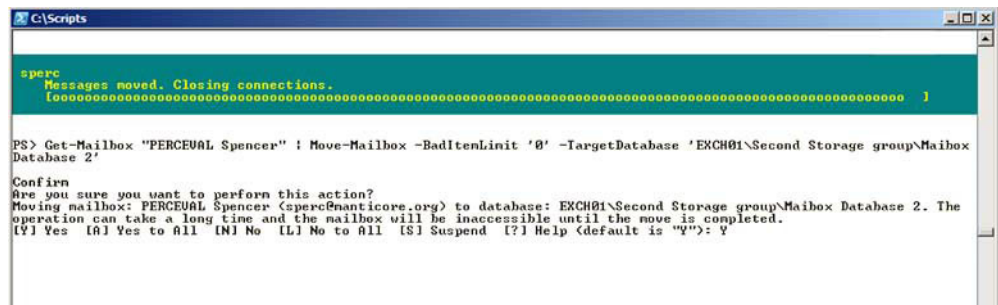 C:\Scripts
sperc
Messages moved. Closing connections.
[ooooooooooooooooooooooooooooooooooooooooooooooooooooooooooooooooooooooooooooooooooooooooooooooooooooooooooo  ]
PS> Get-Mailbox "PERCEVAL Spencer" | Move-Mailbox -BadItemLimit '0' -TargetDatabase 'EXCH01\Second Storage group\Maibox
Database 2'
Confirm
Are you sure you want to perform this action?
Moving mailbox: PERCEVAL Spencer (sperc@manticore.org) to database: EXCH01\Second Storage group\Maibox Database 2. The
operation can take a long time and the mailbox will be inaccessible until the move is completed.
[Y] Yes  [A] Yes to All  [N] No  [L] No to All  [S] Suspend  [?] Help (default is "Y"): Y